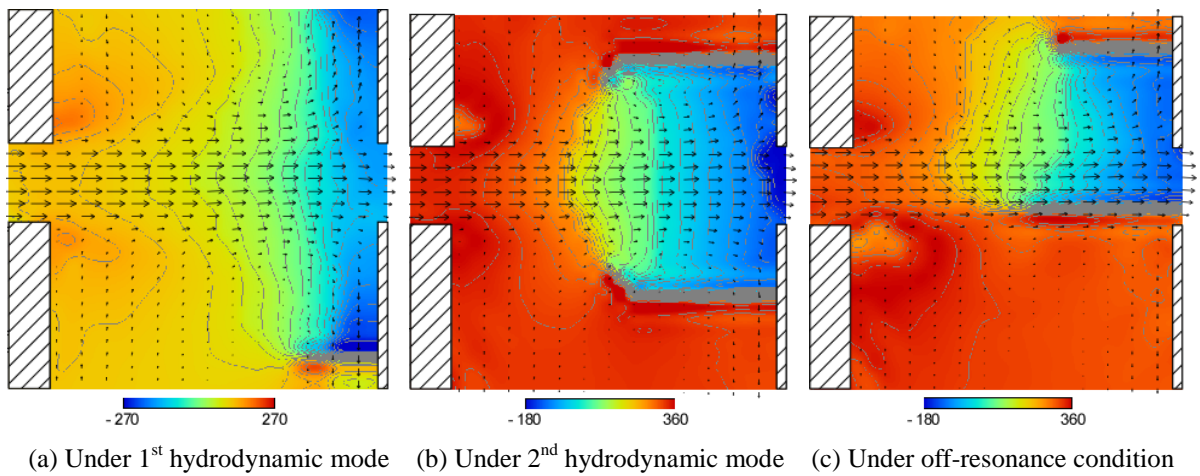 -270 270 -180 360 -180 360
(a) Under 1st hydrodynamic mode (b) Under 2nd hydrodynamic mode (c) Under off-resonance condition